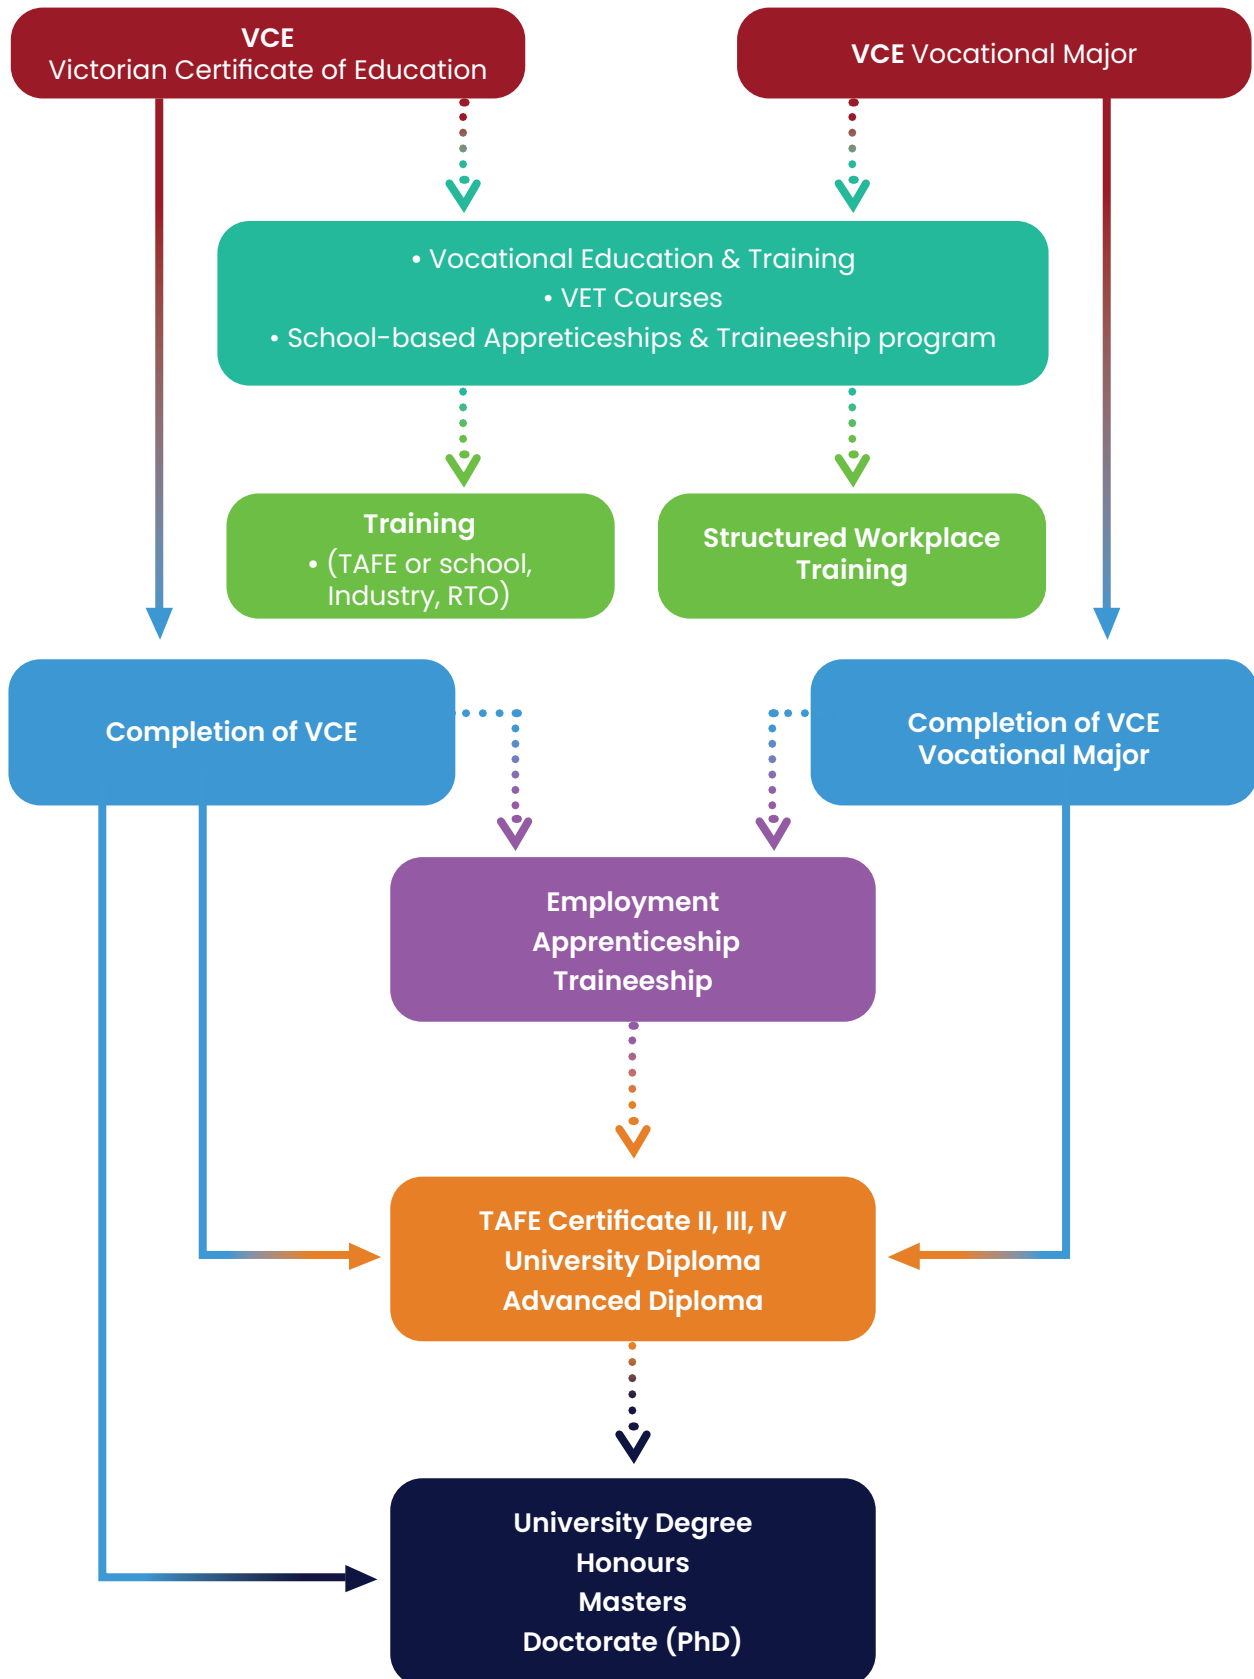 VCE
Victorian Certificate of Education
VCE Vocational Major
• Vocational Education & Training
• VET Courses
• School-based Appreticeships & Traineeship program
Training
• (TAFE or school,
Industry, RTO)
Structured Workplace
Training
Completion of VCE
Completion of VCE
Vocational Major
Employment
Apprenticeship
Traineeship
TAFE Certificate II, III, IV
University Diploma
Advanced Diploma
University Degree
Honours
Masters
Doctorate (PhD)